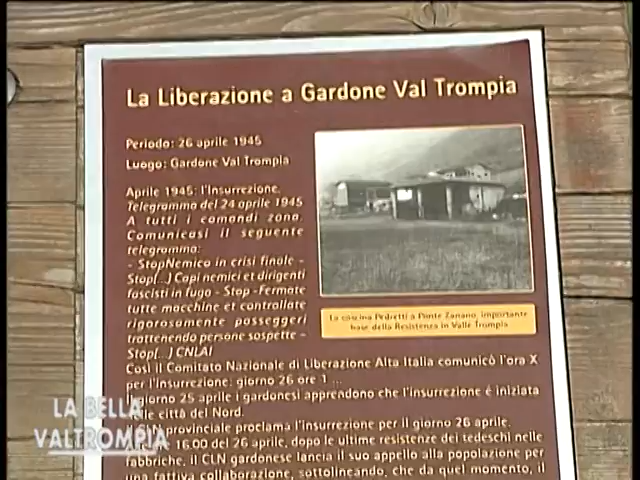 La Liberazione a Gardone Val Trompia
Periodo: 26 aprile 1945
Luogo: Gardone Val Trompia
Aprile 1945: l'insurrezione.
Telegramma del 24 aprile 1945
A tutti i comandi zona.
Comunicasi il seguente
telegramma:
- StopNemico in crisi finale -
Stop[...] Capi nemici et dirigenti
fascisti in fuga - Stop -Fermate
tutte macchine et controllate
rigorosamente passeggeri
trattenendo persone sospette -
Stop[...] CNLAI
La cascina Pedretti a Ponte Zanano, importante
base della Resistenza in Valle Trompia
Così il Comitato Nazionale di Liberazione Alta Italia comunicò l'ora X
per l'insurrezione: giorno 26 ore 1 ...
giorno 25 aprile i gardonesi apprendono che l'insurrezione è iniziata
città del Nord.
provinciale proclama l'insurrezione per il giorno 26 aprile.
16,00 del 26 aprile, dopo le ultime resistenze dei tedeschi nelle
fabbriche, il CLN gardonese lancia il suo appello alla popolazione per
una fattiva collaborazione, sottolineando, che da quel momento, il
LA BELLA
VALTROMPIA